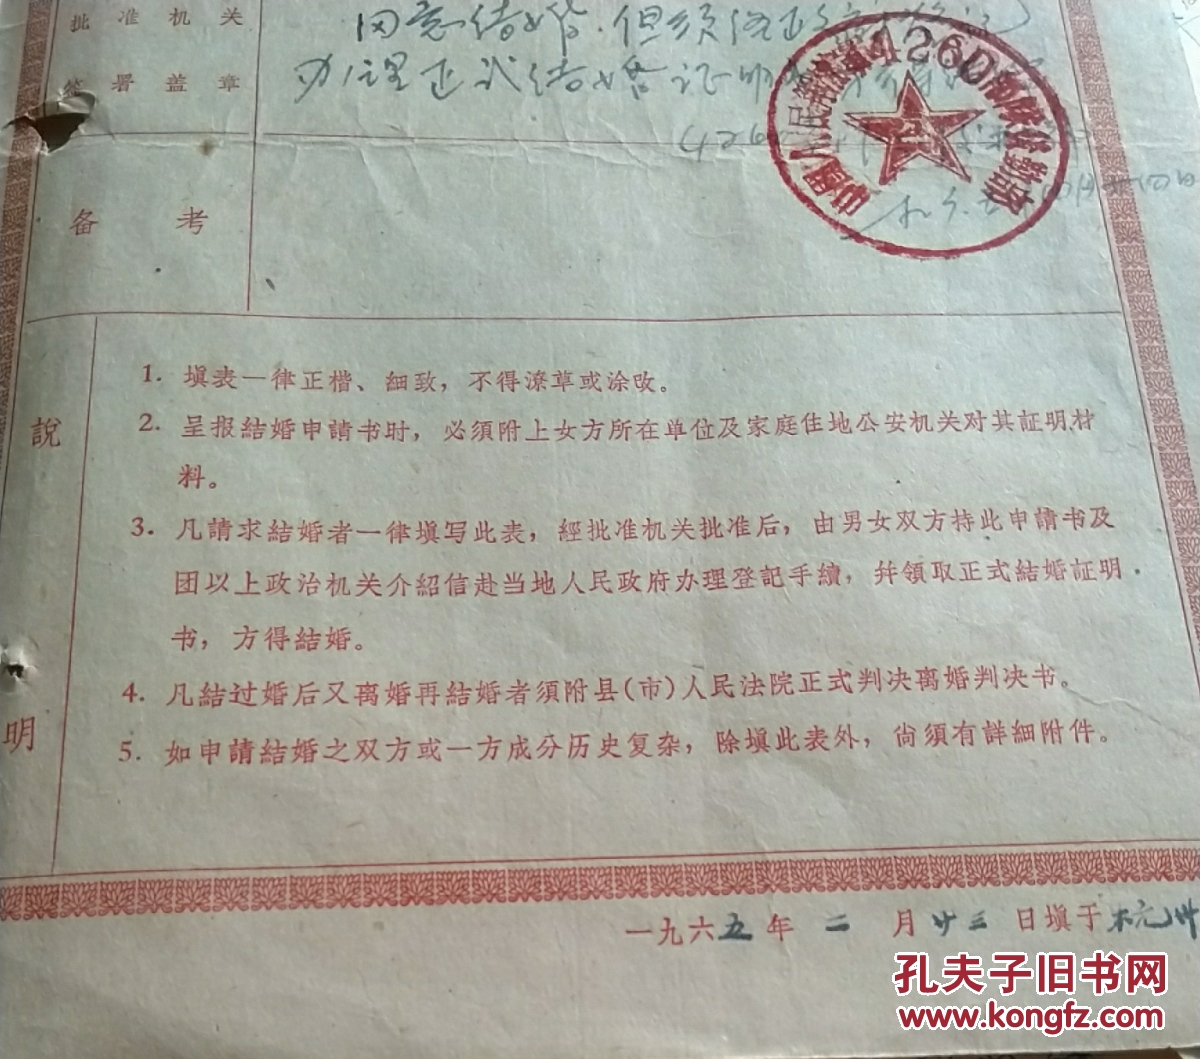 批准机关
签署盖章
同意结婚．但须
办理正式结婚证明
4260
备 考
說
明
1. 填表一律正楷、細致，不得潦草或涂改。
2. 呈报結婚申請书时，必須附上女方所在单位及家庭住地公安机关对其証明材
料。
3. 凡請求結婚者一律填写此表，經批准机关批准后，由男女双方持此申請书及
团以上政治机关介紹信赴当地人民政府办理登記手續，幷領取正式結婚証明
书，方得結婚。
4. 凡結过婚后又离婚再結婚者須附县(市)人民法院正式判决离婚判决书。
5. 如申請結婚之双方或一方成分历史复杂，除填此表外，尙須有詳細附件。
一九六五年 二 月 廿三 日填于杭州
孔夫子旧书网
www.kongfz.com